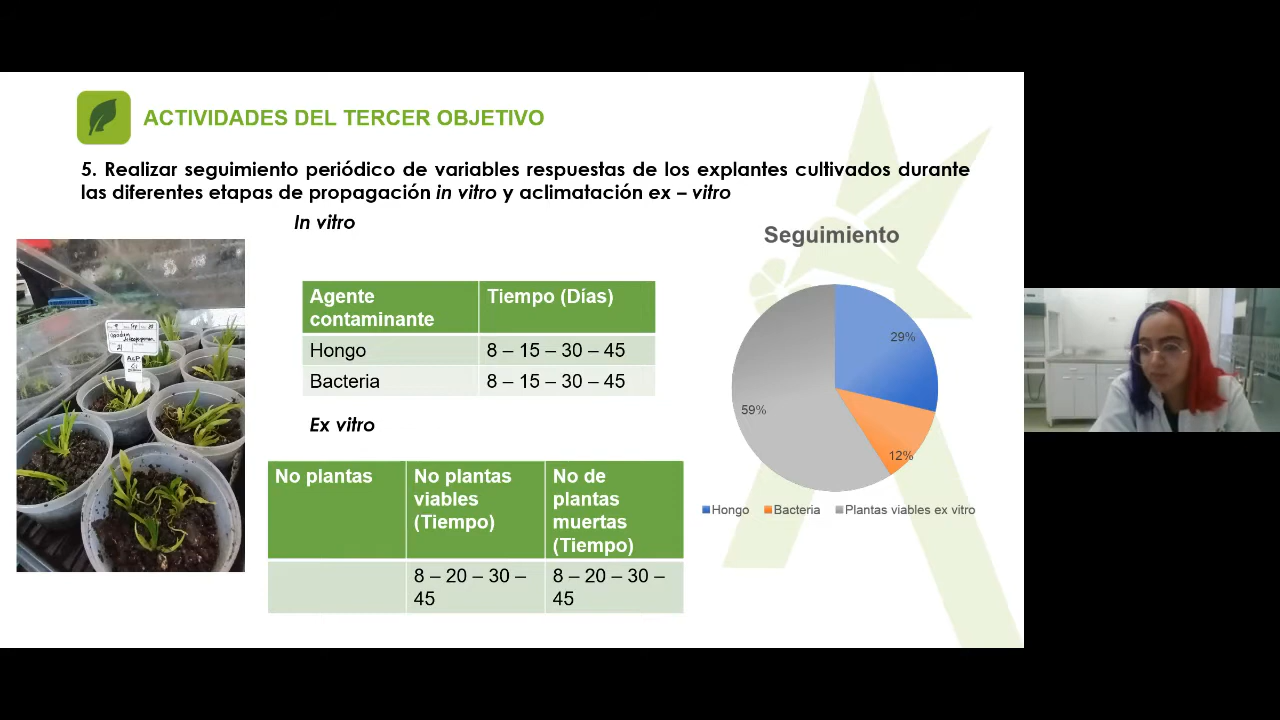 ACTIVIDADES DEL TERCER OBJETIVO
5. Realizar seguimiento periódico de variables respuestas de los explantes cultivados durante
las diferentes etapas de propagación in vitro y aclimatación ex – vitro
In vitro
Agente
contaminante
Tiempo (Días)
Hongo
8 – 15 – 30 – 45
Bacteria
8 – 15 – 30 – 45
Ex vitro
No plantas
No plantas
viables
(Tiempo)
No de
plantas
muertas
(Tiempo)
8 – 20 – 30 –
45
8 – 20 – 30 –
45
Seguimiento
29%
59%
12%
Hongo
Bacteria
Plantas viables ex vitro